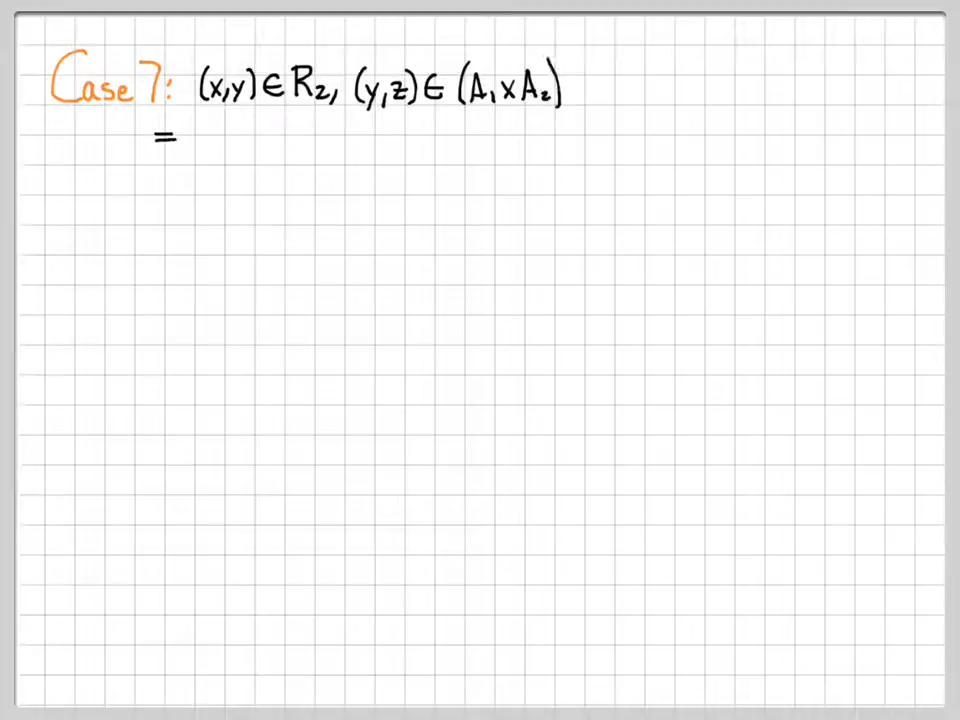 Case 7: (x,y) ∈ R₂, (y,z) ∈ (A₁ x A₂)
=